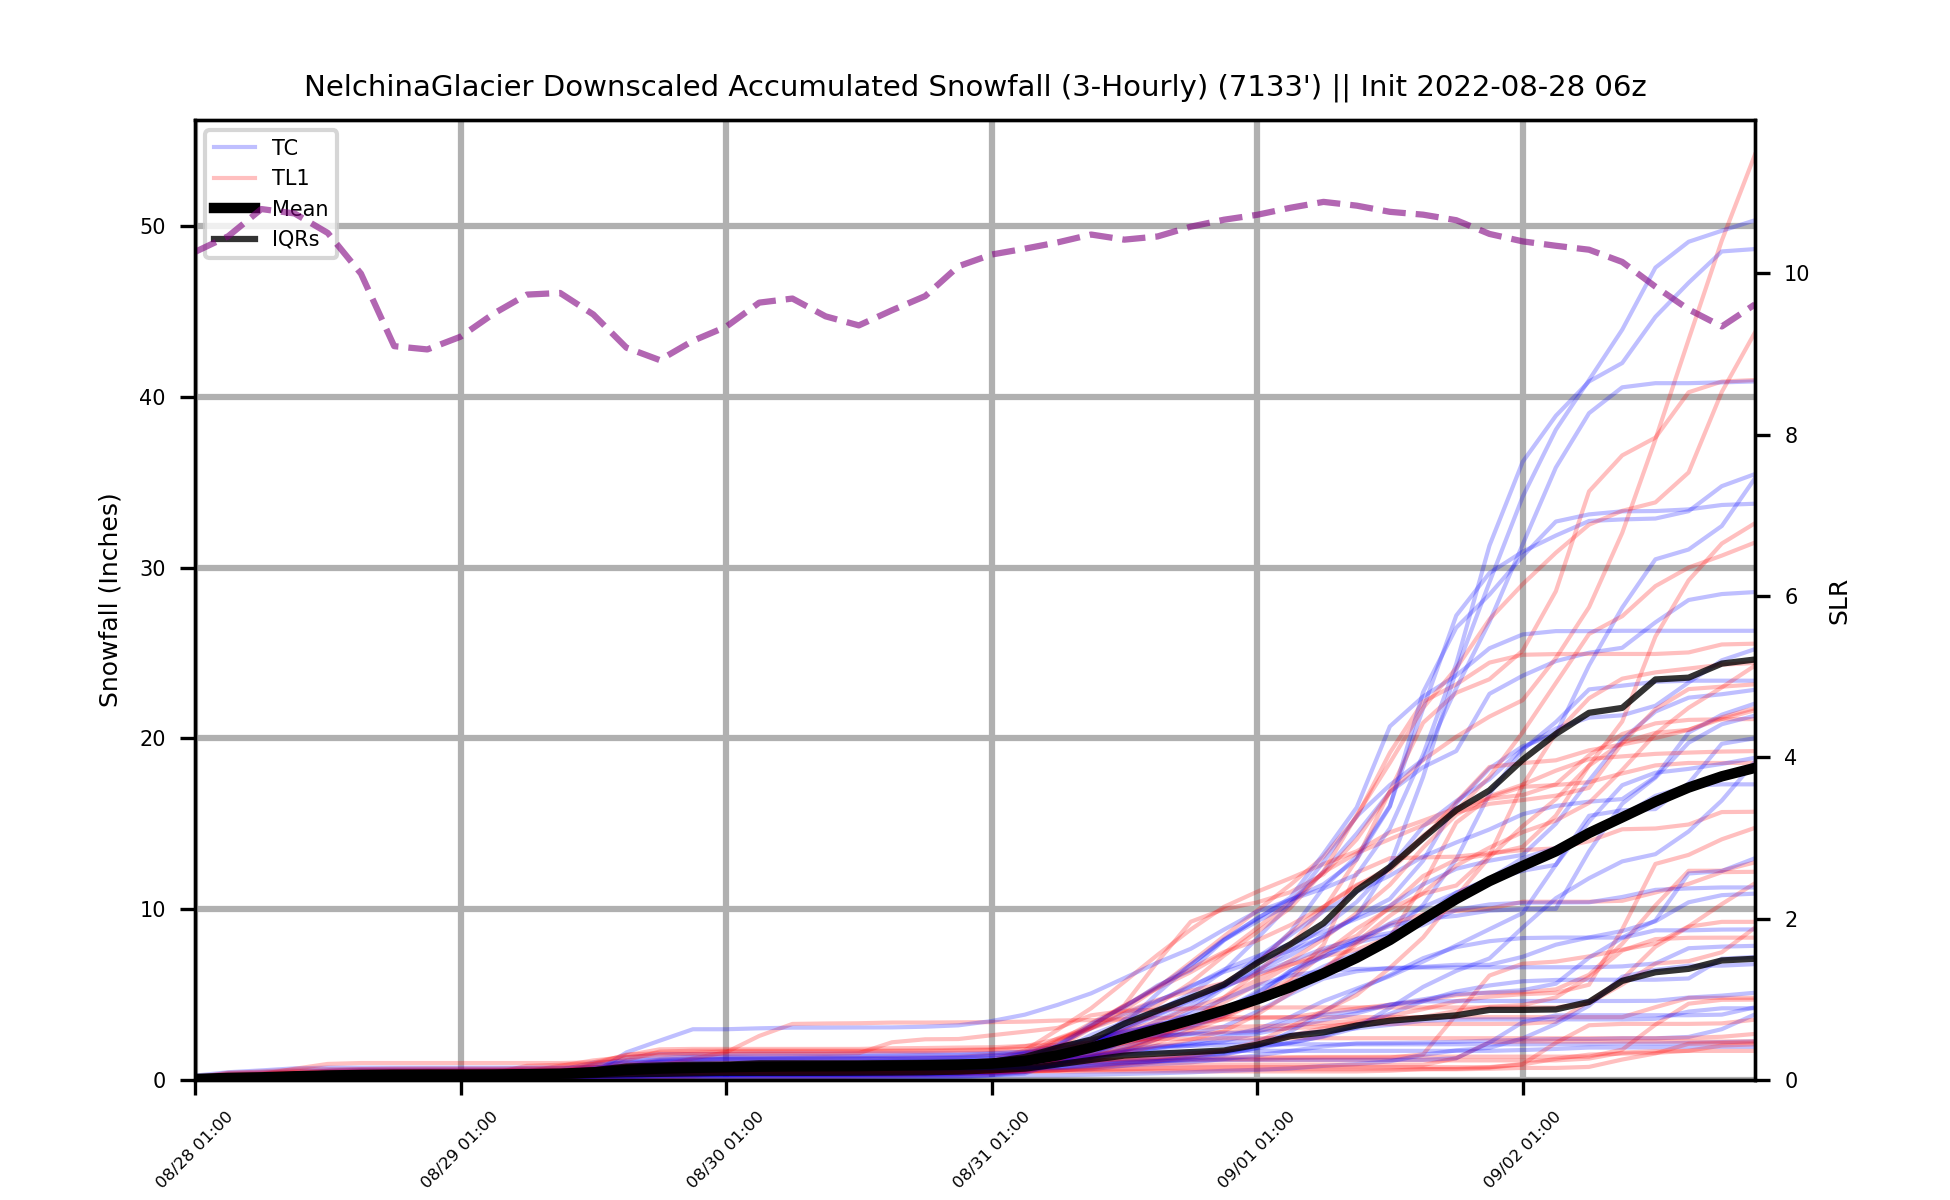 NelchinaGlacier Downscaled Accumulated Snowfall (3-Hourly) (7133') || Init 2022-08-28 06z
TC
TL1
Mean
IQRs
Snowfall (Inches)
50
40
30
20
10
0
SLR
10
8
6
4
2
0
08/28 01:00
08/29 01:00
08/30 01:00
08/31 01:00
09/01 01:00
09/02 01:00